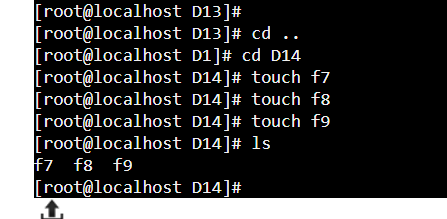 [root@localhost D13]#
[root@localhost D13]# cd ..
[root@localhost D1]# cd D14
[root@localhost D14]# touch f7
[root@localhost D14]# touch f8
[root@localhost D14]# touch f9
[root@localhost D14]# ls
f7  f8  f9
[root@localhost D14]#